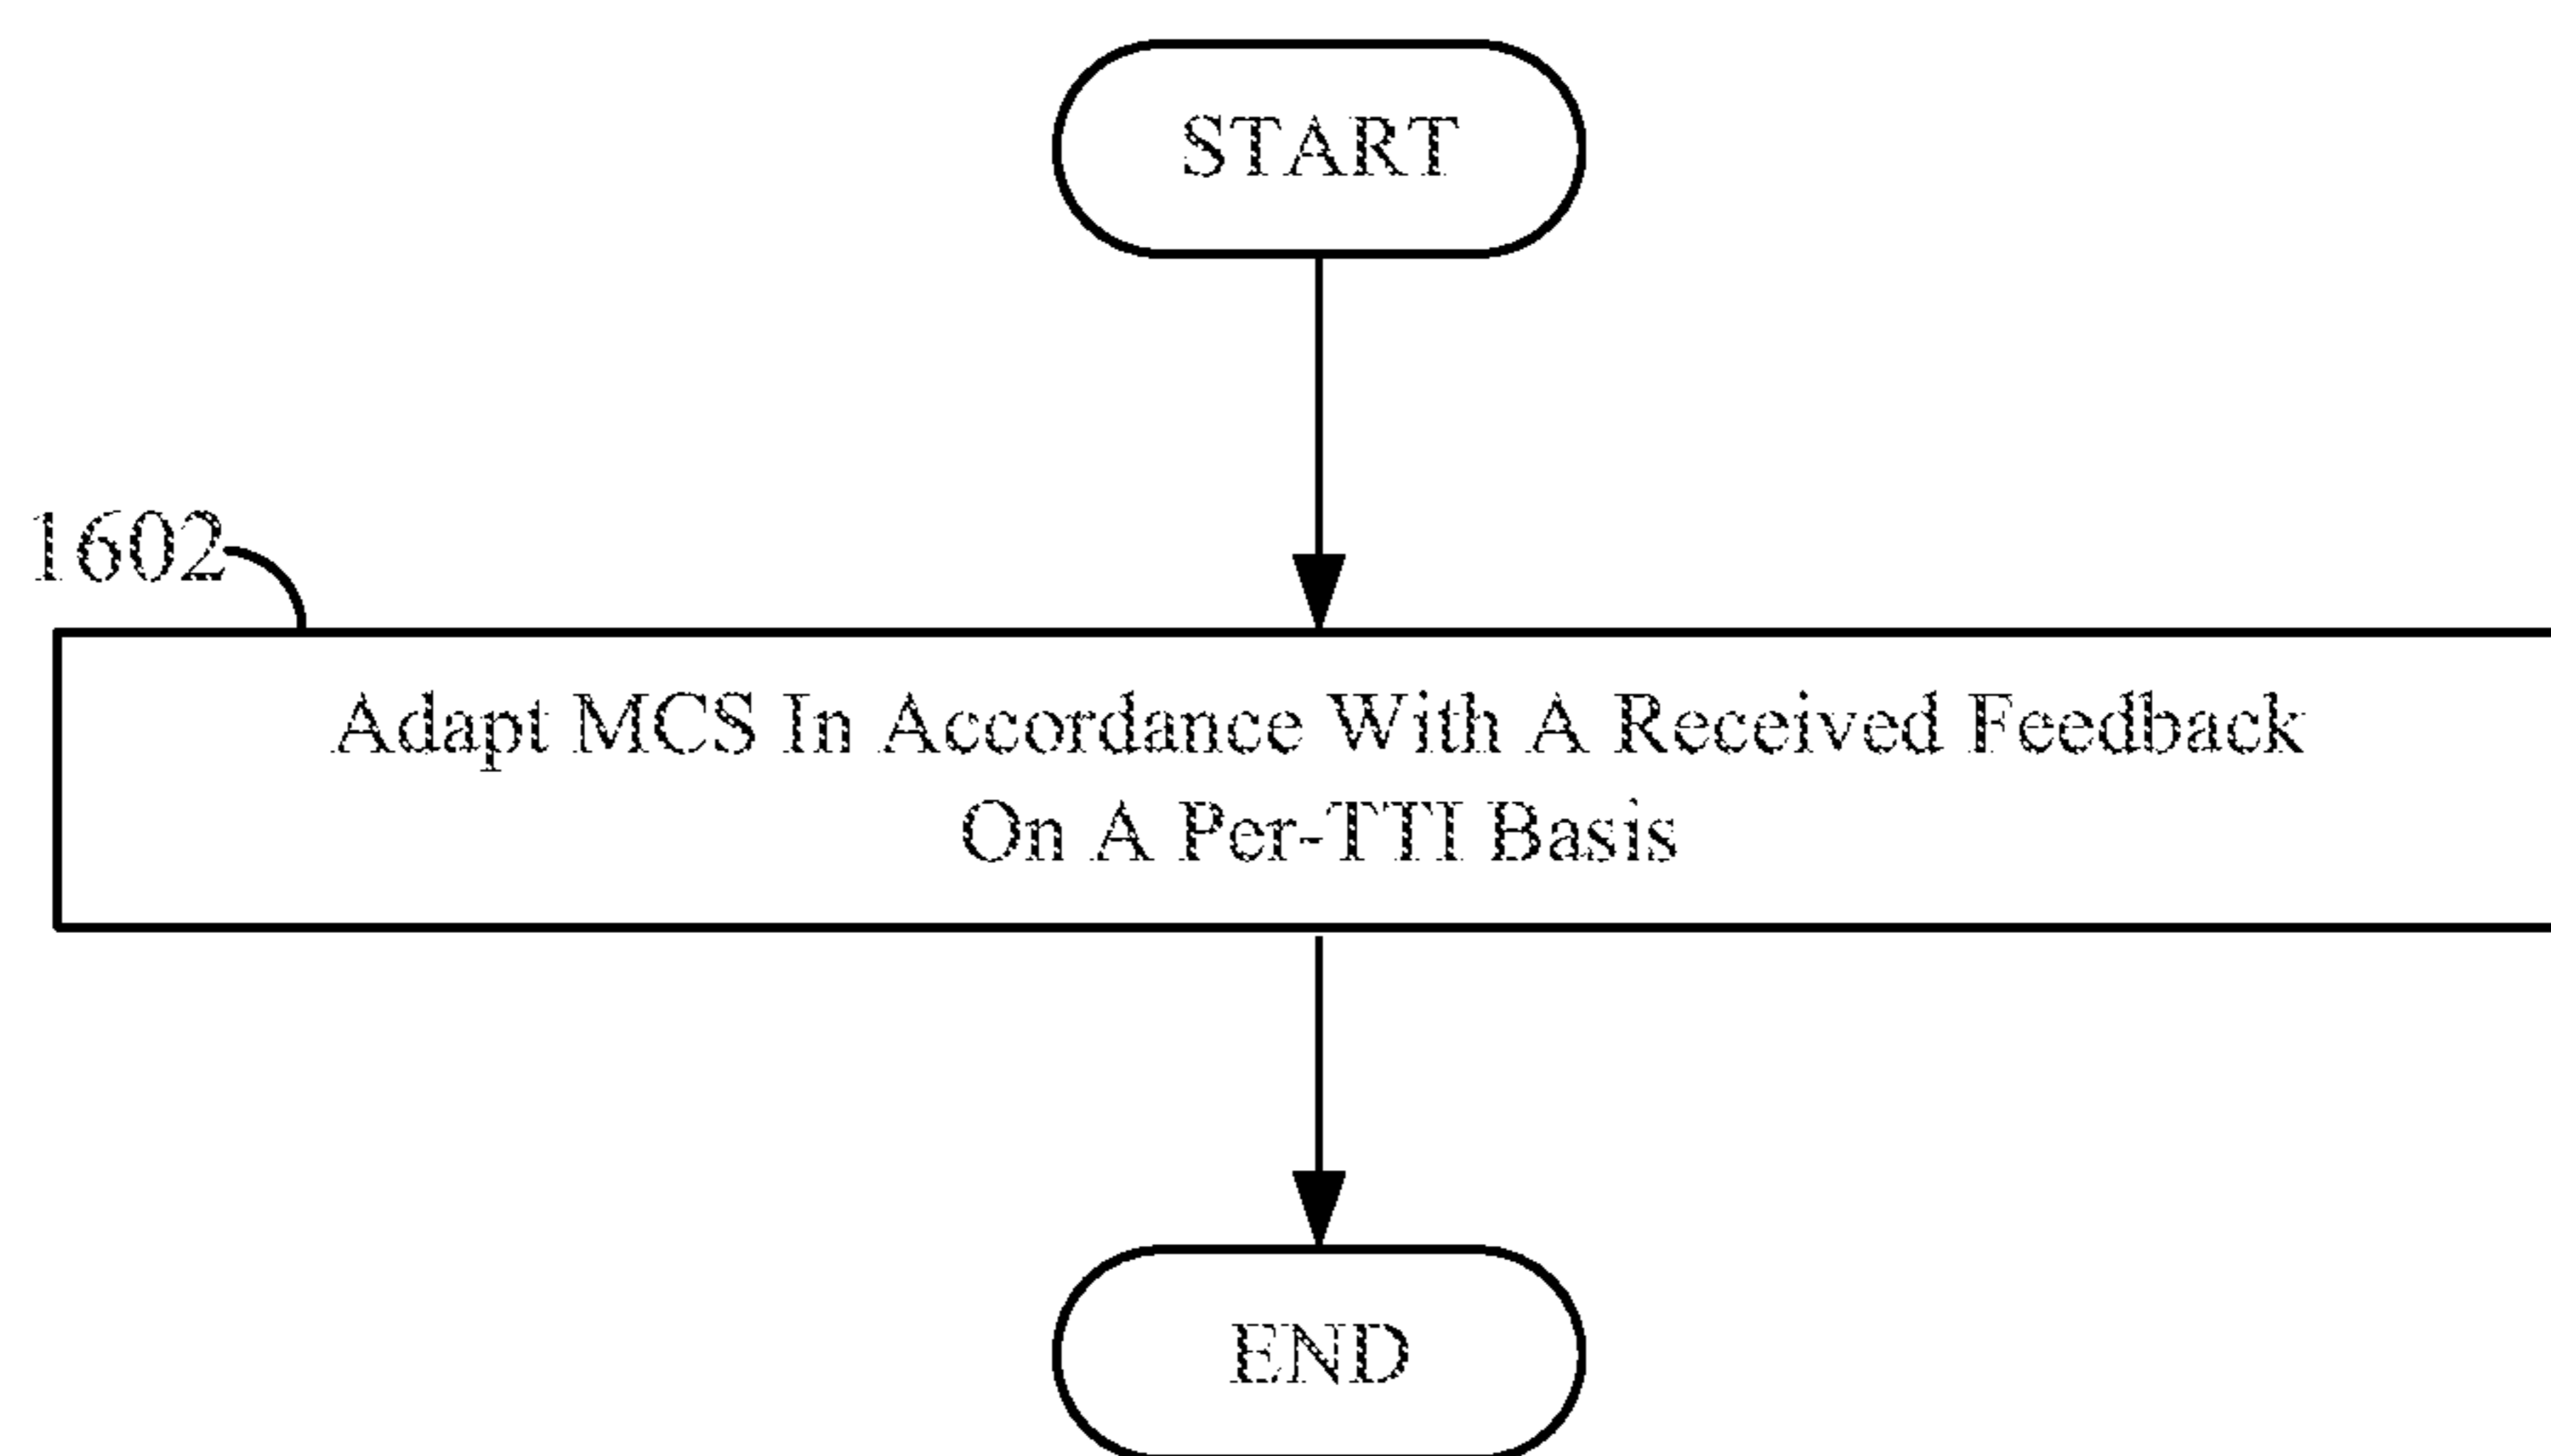 START
1602
Adapt MCS In Accordance With A Received Feedback
On A Per-TTI Basis
END